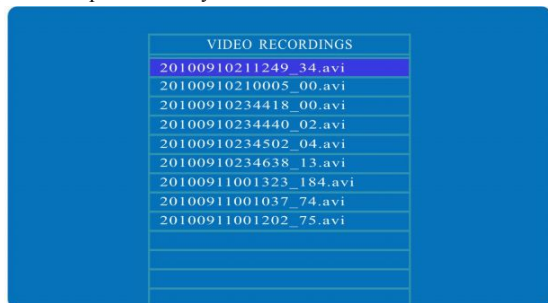 VIDEO RECORDINGS
20100910211249_34.avi
20100910210005_00.avi
20100910234418_00.avi
20100910234440_02.avi
20100910234502_04.avi
20100910234638_13.avi
20100911001323_184.avi
20100911001037_74.avi
20100911001202_75.avi